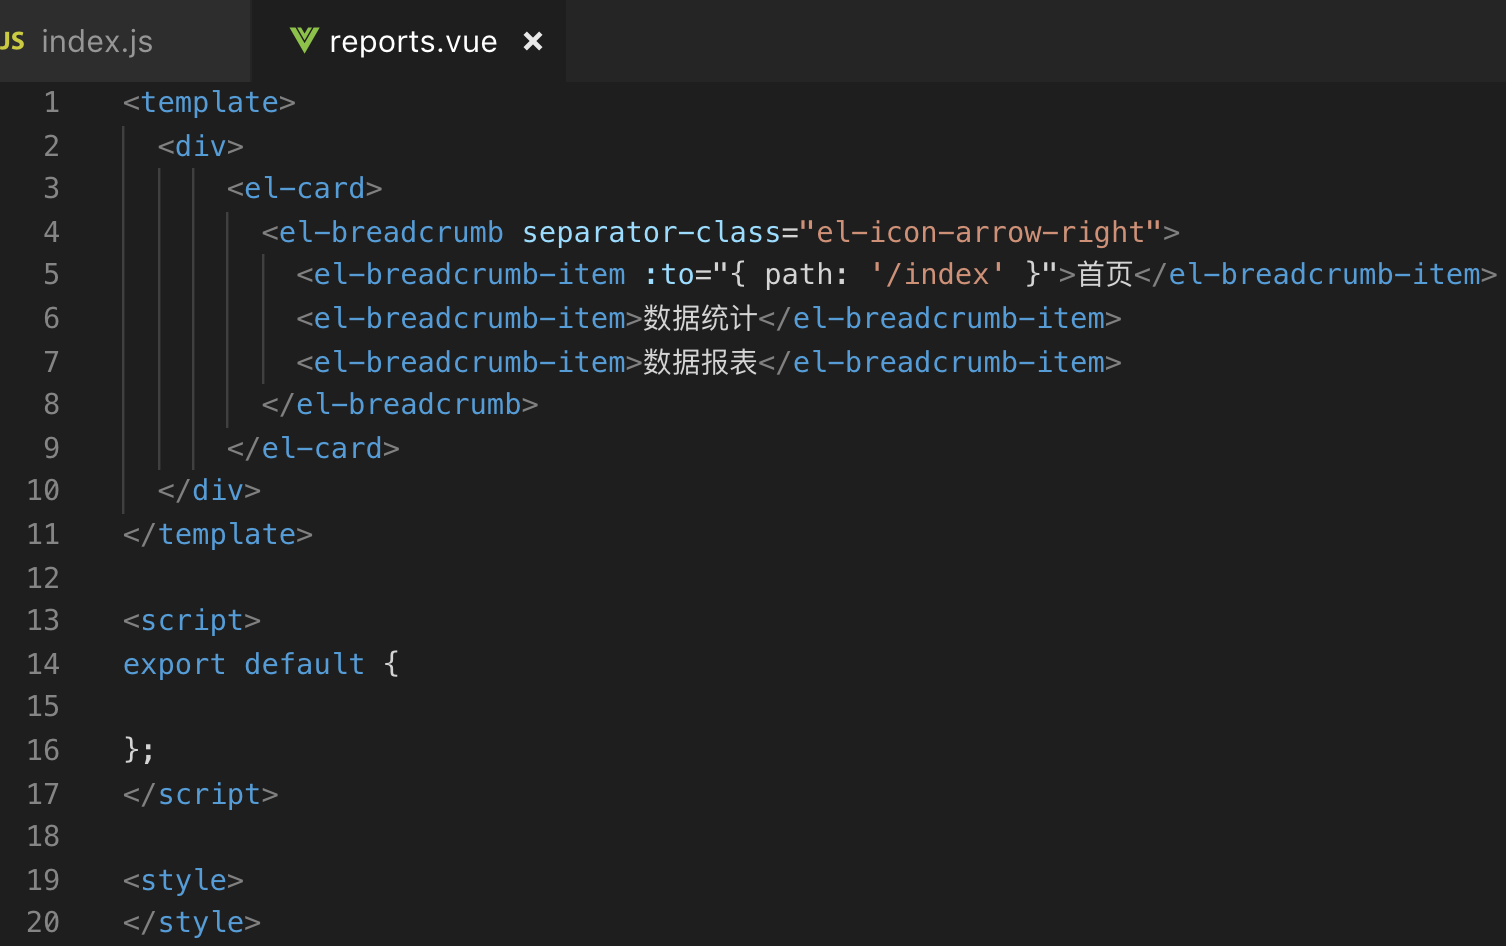 JS index.js reports.vue ×
1 <template>
2 <div>
3 <el-card>
4 <el-breadcrumb separator-class="el-icon-arrow-right">
5 <el-breadcrumb-item :to="{ path: '/index' }">首页</el-breadcrumb-item>
6 <el-breadcrumb-item>数据统计</el-breadcrumb-item>
7 <el-breadcrumb-item>数据报表</el-breadcrumb-item>
8 </el-breadcrumb>
9 </el-card>
10 </div>
11 </template>
12
13 <script>
14 export default {
15
16 };
17 </script>
18
19 <style>
20 </style>